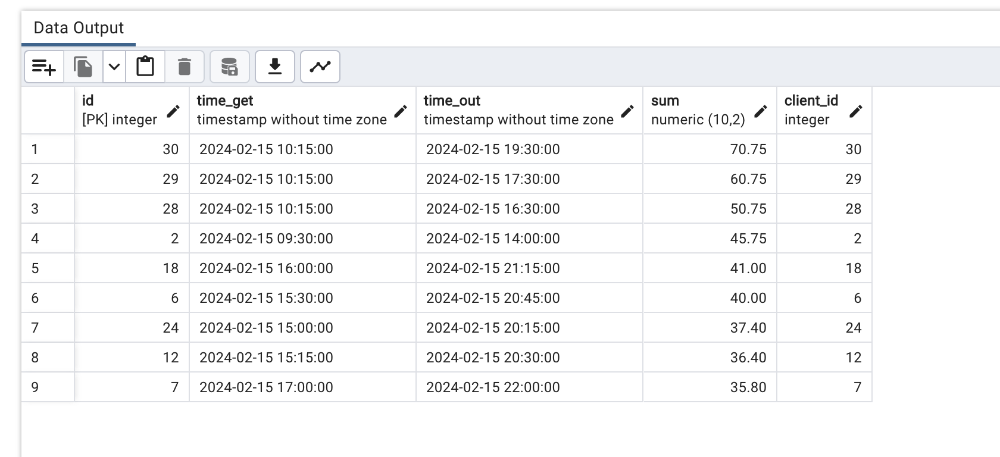 Data Output
id time_get time_out sum client_id
[PK] integer timestamp without time zone timestamp without time zone numeric (10,2) integer
1 30 2024-02-15 10:15:00 2024-02-15 19:30:00 70.75 30
2 29 2024-02-15 10:15:00 2024-02-15 17:30:00 60.75 29
3 28 2024-02-15 10:15:00 2024-02-15 16:30:00 50.75 28
4 2 2024-02-15 09:30:00 2024-02-15 14:00:00 45.75 2
5 18 2024-02-15 16:00:00 2024-02-15 21:15:00 41.00 18
6 6 2024-02-15 15:30:00 2024-02-15 20:45:00 40.00 6
7 24 2024-02-15 15:00:00 2024-02-15 20:15:00 37.40 24
8 12 2024-02-15 15:15:00 2024-02-15 20:30:00 36.40 12
9 7 2024-02-15 17:00:00 2024-02-15 22:00:00 35.80 7